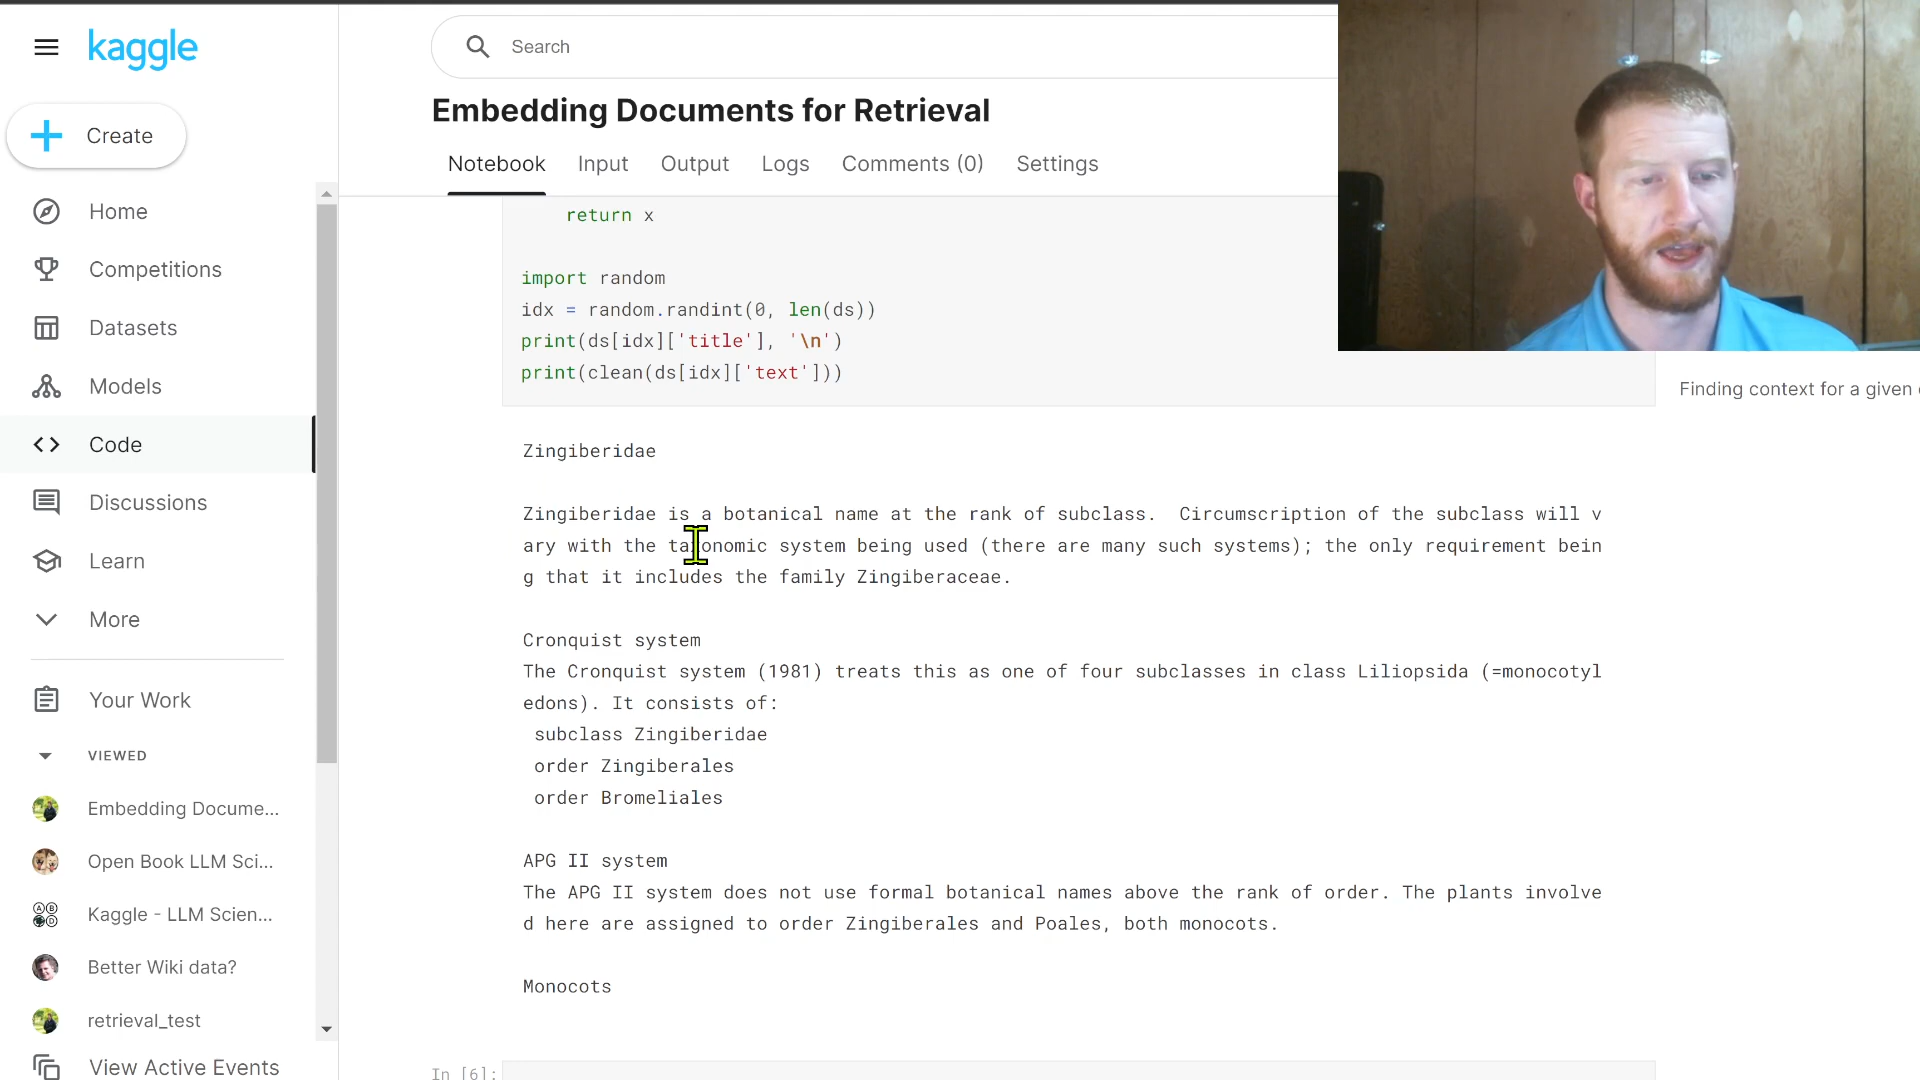 kaggle
Search
Create
Embedding Documents for Retrieval
Notebook Input Output Logs Comments (0) Settings
Home
Competitions
Datasets
Models
Code
Discussions
Learn
More
Your Work
VIEWED
Embedding Docume...
Open Book LLM Sci...
Kaggle - LLM Scien...
Better Wiki data?
retrieval_test
View Active Events
return x
import random
idx = random.randint(0, len(ds))
print(ds[idx]['title'], '\n')
print(clean(ds[idx]['text']))
Finding context for a given
Zingiberidae
Zingiberidae is a botanical name at the rank of subclass.  Circumscription of the subclass will v
ary with the taxonomic system being used (there are many such systems); the only requirement bein
g that it includes the family Zingiberaceae.
Cronquist system
The Cronquist system (1981) treats this as one of four subclasses in class Liliopsida (=monocotyl
edons). It consists of:
subclass Zingiberidae
order Zingiberales
order Bromeliales
APG II system
The APG II system does not use formal botanical names above the rank of order. The plants involve
d here are assigned to order Zingiberales and Poales, both monocots.
Monocots
In [6]: